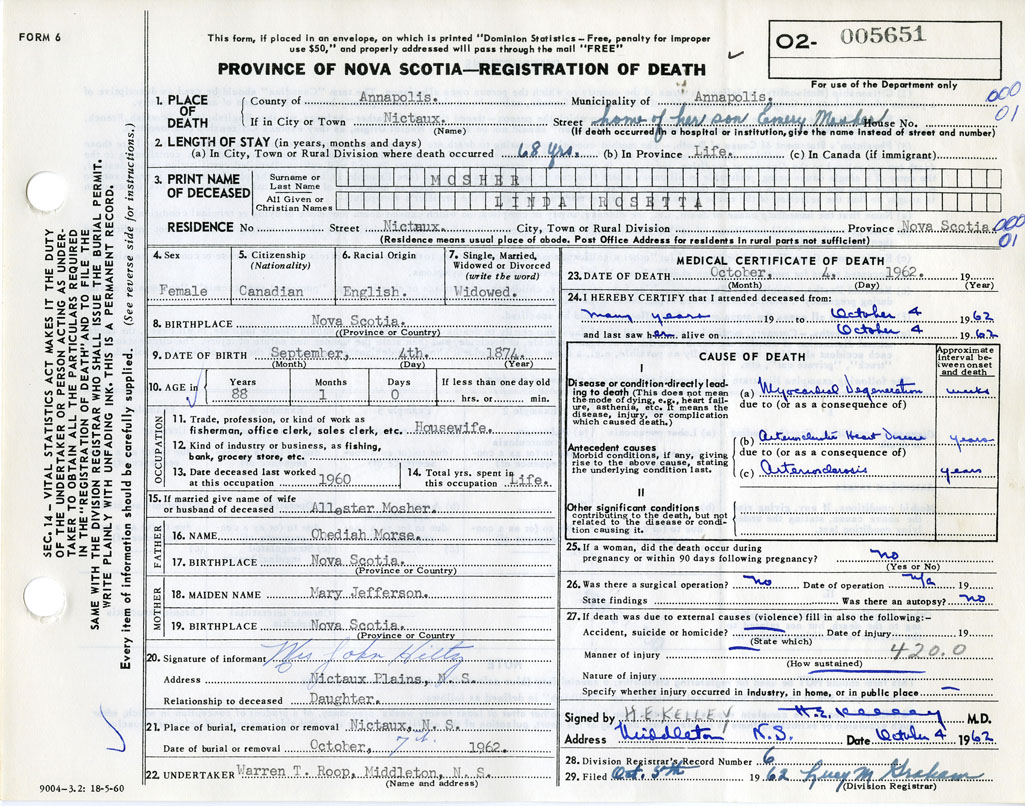 FORM 6
This form, if placed in an envelope, on which is printed "Dominion Statistics – Free, penalty for improper
use $50," and properly addressed will pass through the mail "FREE"
02- 005651
PROVINCE OF NOVA SCOTIA—REGISTRATION OF DEATH
For use of the Department only
000
01
1. PLACE OF DEATH
County of Annapolis. Municipality of Annapolis.
If in City or Town Nictaux. (Name) Street home of her son Emery Mosher House No.
(If death occurred in a hospital or institution, give the name instead of street and number)
2. LENGTH OF STAY (in years, months and days)
(a) In City, Town or Rural Division where death occurred 68 yrs. (b) In Province Life. (c) In Canada (if immigrant)
3. PRINT NAME OF DECEASED
Surname or Last Name MOSHER
All Given or Christian Names LINDA ROSETTA
RESIDENCE No Street Nictaux. City, Town or Rural Division Province Nova Scotia.
000
01
(Residence means usual place of abode. Post Office Address for residents in rural parts not sufficient)
4. Sex
Female
5. Citizenship (Nationality)
Canadian
6. Racial Origin
English.
7. Single, Married, Widowed or Divorced (write the word)
Widowed.
8. BIRTHPLACE Nova Scotia.
(Province or Country)
9. DATE OF BIRTH September, 4th. 1874.
(Month) (Day) (Year)
10. AGE in
Years Months Days If less than one day old
88 1 0 hrs. or min.
OCCUPATION
11. Trade, profession, or kind of work as
fisherman, office clerk, sales clerk, etc. Housewife.
12. Kind of industry or business, as fishing,
bank, grocery store, etc.
13. Date deceased last worked at this occupation 1960
14. Total yrs. spent in this occupation Life.
15. If married give name of wife
or husband of deceased Allester Mosher.
FATHER
16. NAME Obediah Morse.
17. BIRTHPLACE Nova Scotia.
(Province or Country)
MOTHER
18. MAIDEN NAME Mary Jefferson.
19. BIRTHPLACE Nova Scotia.
(Province or Country
20. Signature of informant Mrs John Hiltz
Address Nictaux Plains, N. S.
Relationship to deceased Daughter.
21. Place of burial, cremation or removal Nictaux, N. S.
Date of burial or removal October, 7th. 1962.
22. UNDERTAKER Warren T. Roop, Middleton, N. S.
(Name and address)
MEDICAL CERTIFICATE OF DEATH
23. DATE OF DEATH October. 4. 1962. 19
(Month) (Day) (Year)
24. I HEREBY CERTIFY that I attended deceased from:
many years 19 to October 4 1962
and last saw her alive on October 4 1962
CAUSE OF DEATH
Approximate interval between onset and death
I
Disease or condition directly leading
to death (This does not mean
the mode of dying, e.g., heart failure,
asthenia, etc. It means the
disease, injury, or complication
which caused death.)
(a) Myocardial Degeneration weeks
due to (or as a consequence of)
Antecedent causes
Morbid conditions, if any, giving
rise to the above cause, stating
the underlying condition last.
(b) Arteriosclerotic Heart Disease years
due to (or as a consequence of)
(c) Arteriosclerosis years
II
Other significant conditions
contributing to the death, but not
related to the disease or condition
causing it.
25. If a woman, did the death occur during
pregnancy or within 90 days following pregnancy? no
(Yes or No)
26. Was there a surgical operation? no Date of operation n/a 19
State findings Was there an autopsy? no
27. If death was due to external causes (violence) fill in also the following:-
Accident, suicide or homicide? Date of injury 19
(State which)
Manner of injury 420.0
(How sustained)
Nature of injury
Specify whether injury occurred in Industry, in home, or in public place
Signed by H.E. KELLEY H.E. Kelley M.D.
Address Middleton N.S. Date October 4 1962
28. Division Registrar's Record Number 6
29. Filed Oct. 5th 1962 Lucy M Graham
(Division Registrar)
SEC. 14 - VITAL STATISTICS ACT MAKES IT THE DUTY
OF THE UNDERTAKER OR PERSON ACTING AS UNDERTAKER
TO OBTAIN ALL THE PARTICULARS REQUIRED
IN THE "REGISTRATION OF DEATH" AND TO FILE THE
SAME WITH THE DIVISION REGISTRAR WHO SHALL ISSUE THE BURIAL PERMIT.
WRITE PLAINLY WITH UNFADING INK. THIS IS A PERMANENT RECORD.
Every item of information should be carefully supplied. (See reverse side for instructions.)
9004-3.2: 18-5-60